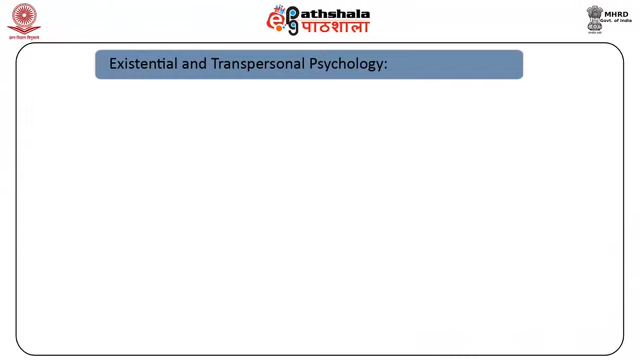 Pathshala
पाठशाला
MHRD
Govt. of India
Existential and Transpersonal Psychology: